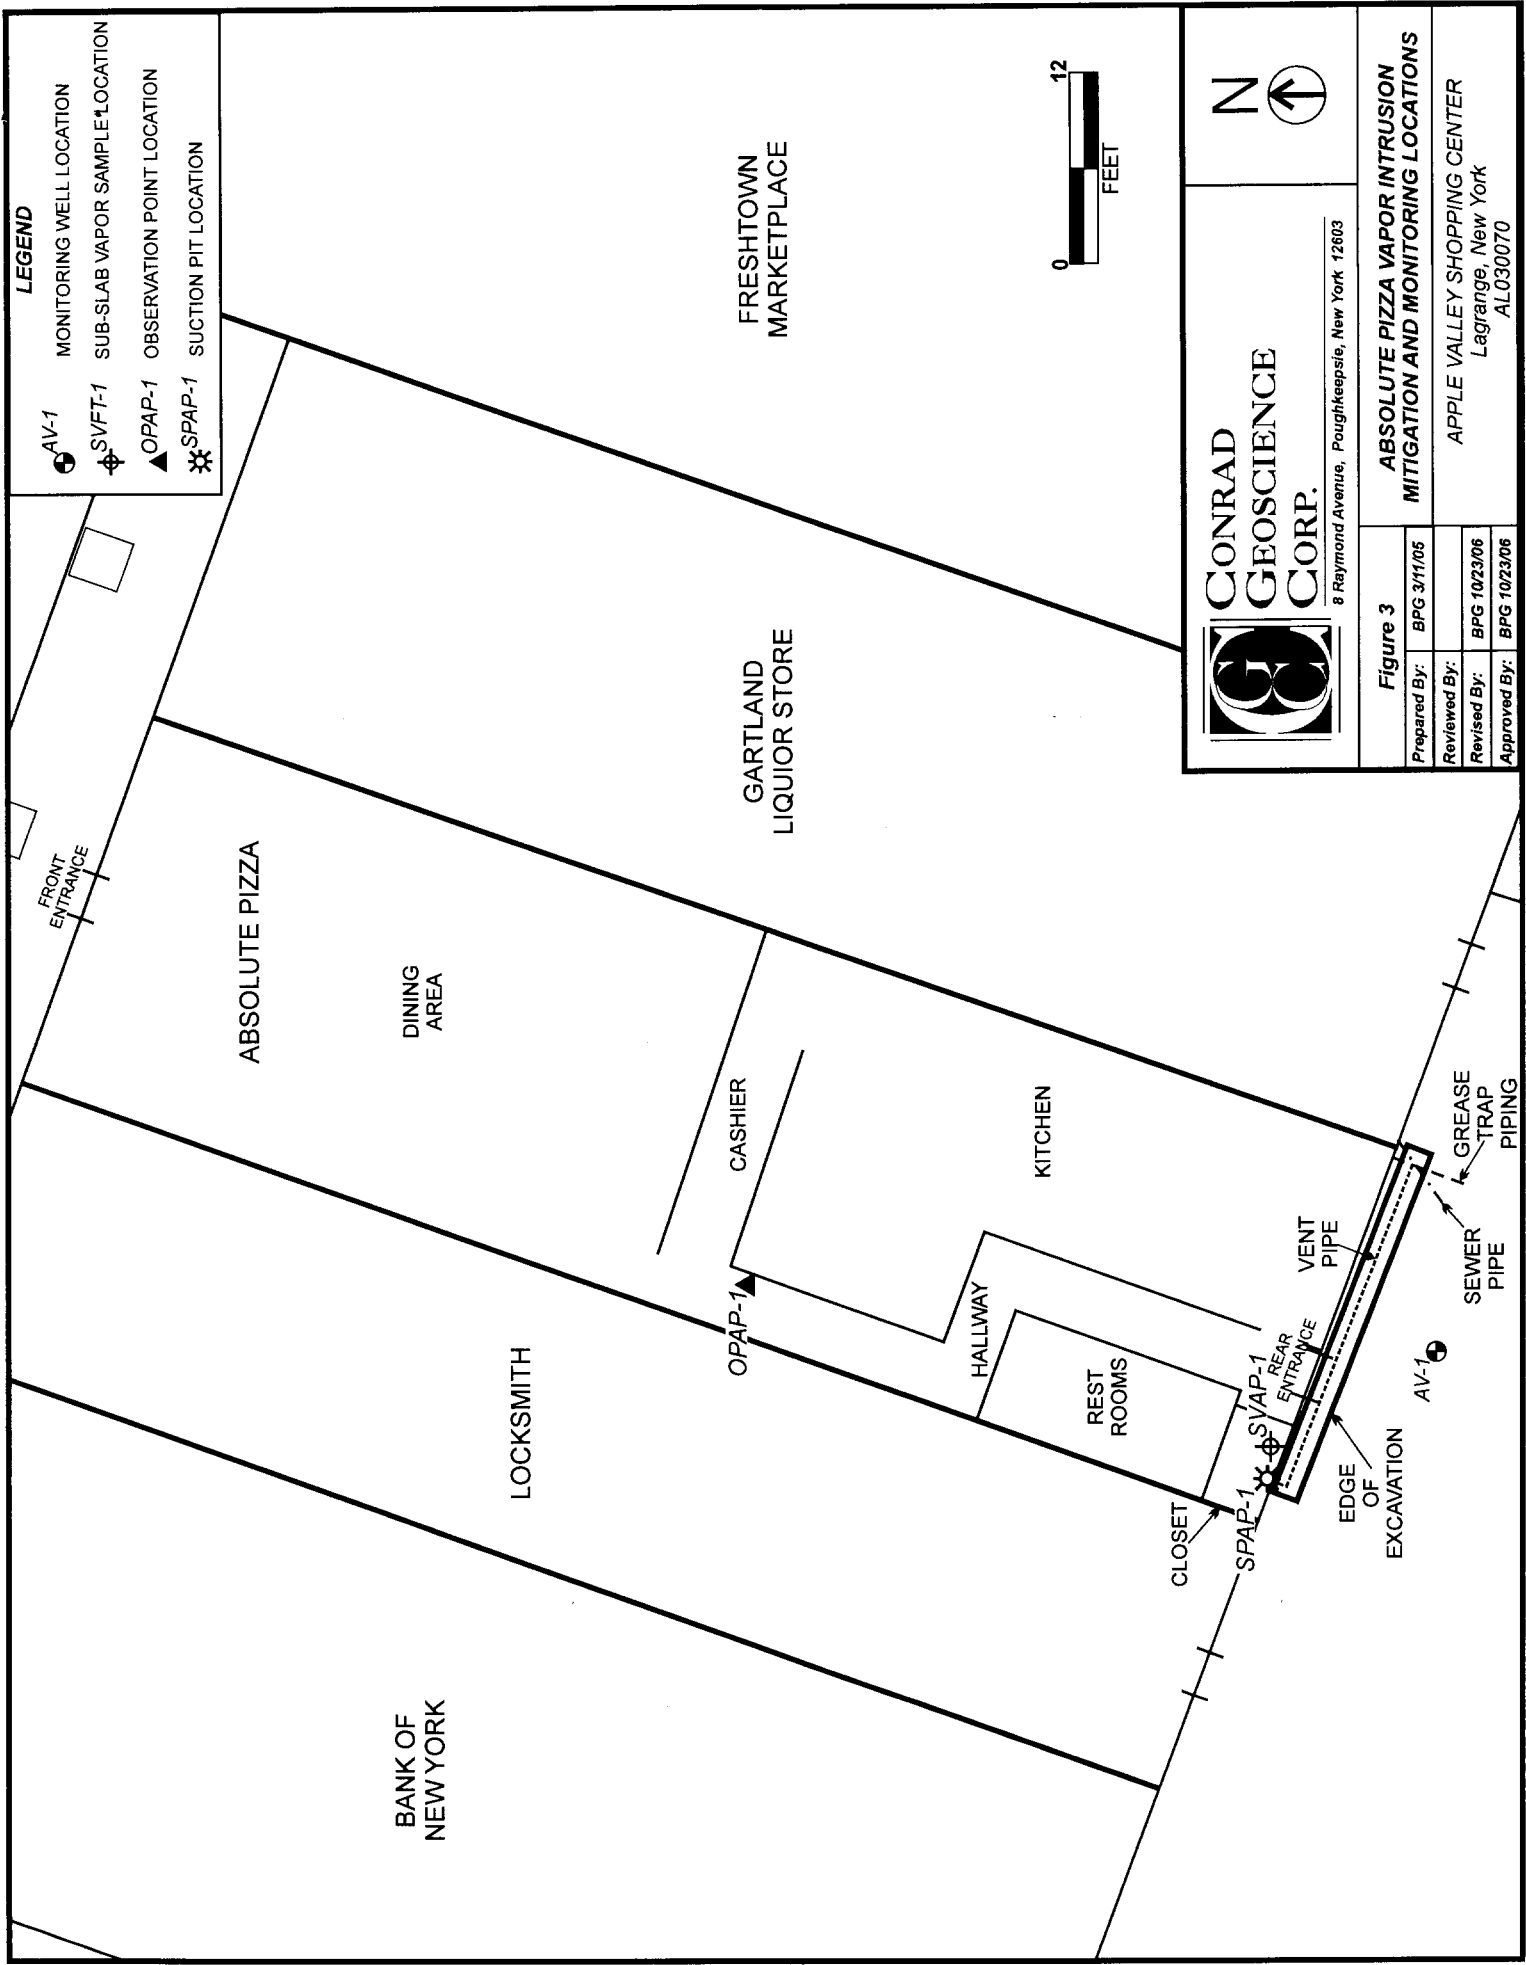 LEGEND
AV-1
MONITORING WELL LOCATION
SVFT-1
SUB-SLAB VAPOR SAMPLE LOCATION
OPAP-1
OBSERVATION POINT LOCATION
SPAP-1
SUCTION PIT LOCATION
FRONT
ENTRANCE
ABSOLUTE PIZZA
DINING
AREA
BANK OF
NEW YORK
LOCKSMITH
OPAP-1
CASHIER
GARTLAND
LIQUIOR STORE
FRESHTOWN
MARKETPLACE
HALLWAY
KITCHEN
REST
ROOMS
CLOSET
SPAP-1
SVAP-1
REAR
ENTRANCE
VENT
PIPE
EDGE
OF
EXCAVATION
AV-1
SEWER
PIPE
GREASE
TRAP
PIPING
0
12
FEET
GC
CONRAD
GEOSCIENCE
CORP.
8 Raymond Avenue, Poughkeepsie, New York 12603
N
Figure 3
ABSOLUTE PIZZA VAPOR INTRUSION
MITIGATION AND MONITORING LOCATIONS
Prepared By: BPG 3/11/05
Reviewed By:
Revised By: BPG 10/23/06
Approved By: BPG 10/23/06
APPLE VALLEY SHOPPING CENTER
Lagrange, New York
AL030070